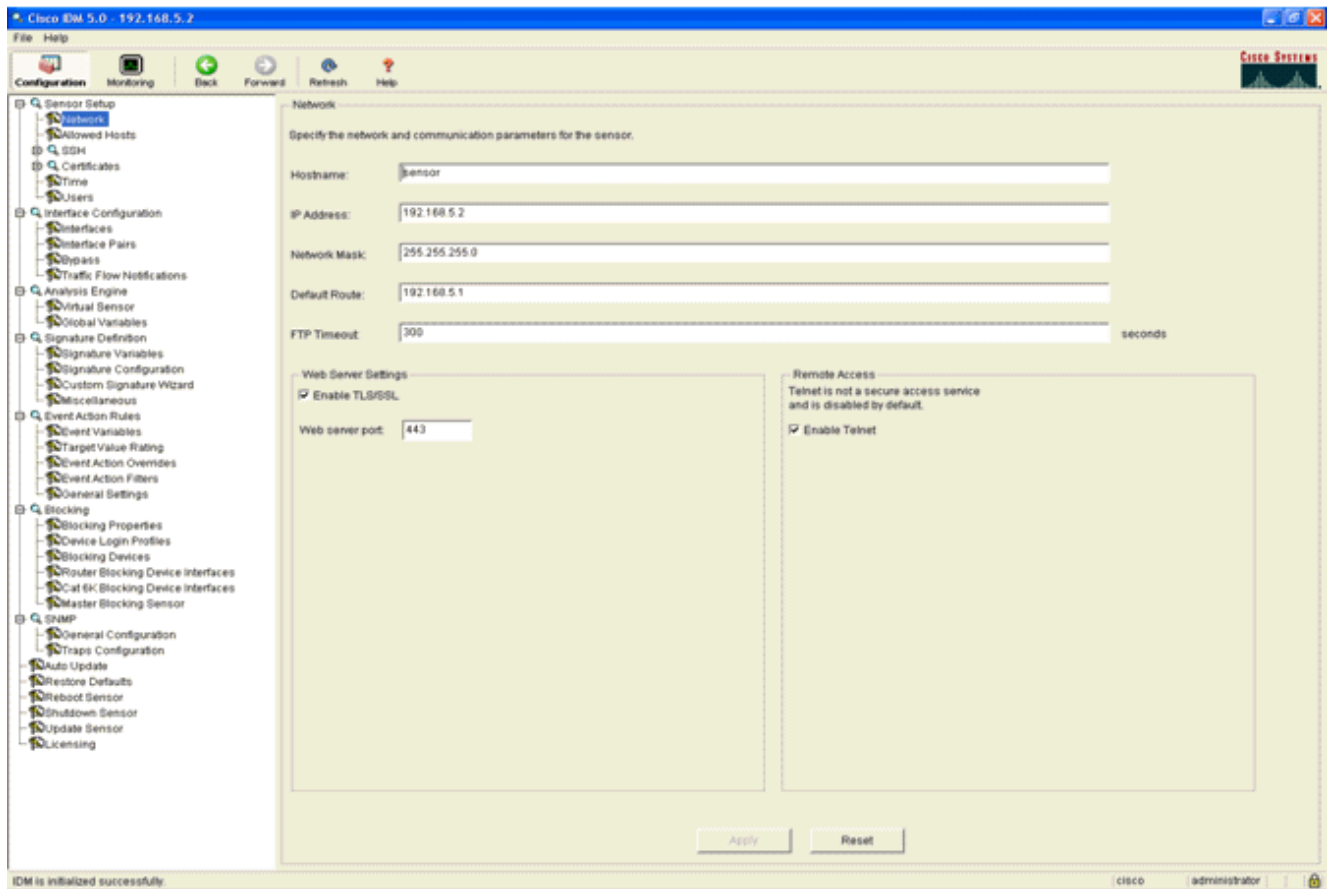 Cisco IDM 5.0 - 192.168.5.2
File Help
Configuration Monitoring Back Forward Refresh Help
CISCO SYSTEMS
Sensor Setup
Network
Allowed Hosts
SSH
Certificates
Time
Users
Interface Configuration
Interfaces
Interface Pairs
Bypass
Traffic Flow Notifications
Analysis Engine
Virtual Sensor
Global Variables
Signature Definition
Signature Variables
Signature Configuration
Custom Signature Wizard
Miscellaneous
Event Action Rules
Event Variables
Target Value Rating
Event Action Overrides
Event Action Filters
General Settings
Blocking
Blocking Properties
Device Login Profiles
Blocking Devices
Router Blocking Device Interfaces
Cat 6K Blocking Device Interfaces
Master Blocking Sensor
SNMP
General Configuration
Traps Configuration
Auto Update
Restore Defaults
Reboot Sensor
Shutdown Sensor
Update Sensor
Licensing
Network
Specify the network and communication parameters for the sensor.
Hostname: sensor
IP Address: 192.168.5.2
Network Mask: 255.255.255.0
Default Route: 192.168.5.1
FTP Timeout: 300 seconds
Web Server Settings
Enable TLS/SSL
Web server port: 443
Remote Access
Telnet is not a secure access service
and is disabled by default.
Enable Telnet
Apply Reset
IDM is initialized successfully.
cisco administrator